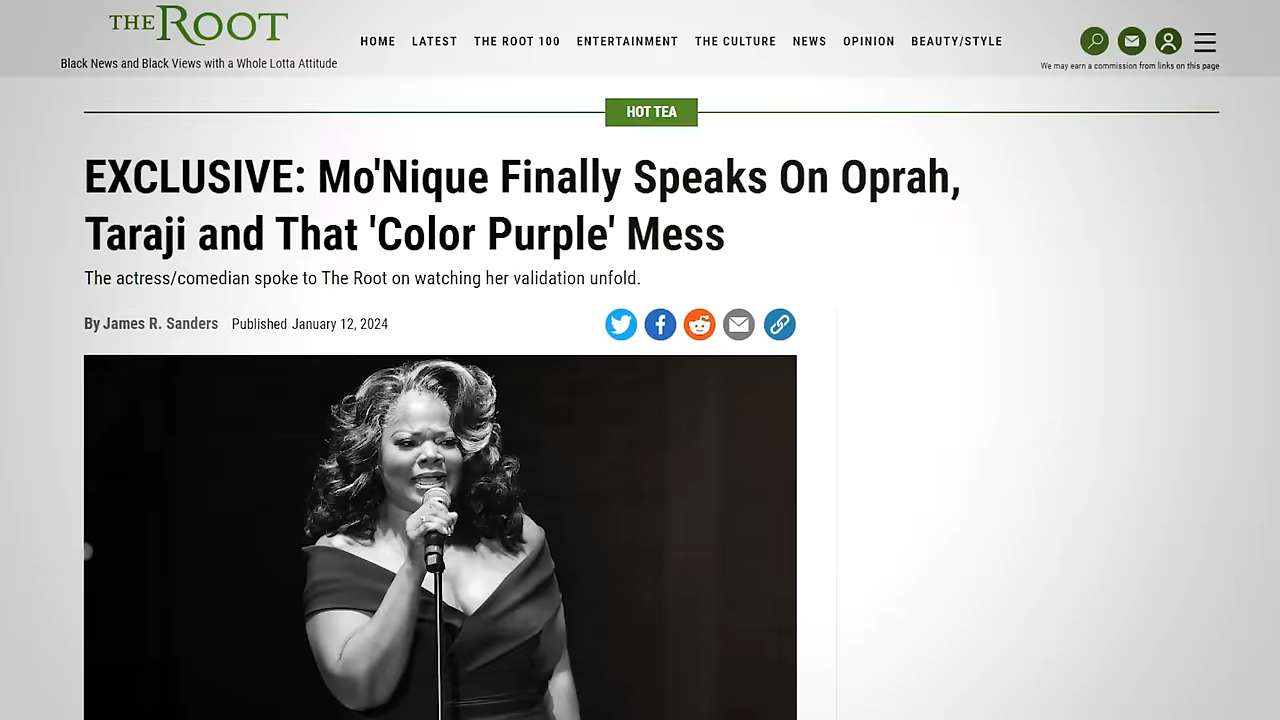 THE ROOT
Black News and Black Views with a Whole Lotta Attitude
HOME LATEST THE ROOT 100 ENTERTAINMENT THE CULTURE NEWS OPINION BEAUTY/STYLE
We may earn a commission from links on this page
HOT TEA
EXCLUSIVE: Mo'Nique Finally Speaks On Oprah,
Taraji and That 'Color Purple' Mess
The actress/comedian spoke to The Root on watching her validation unfold.
By James R. Sanders Published January 12, 2024